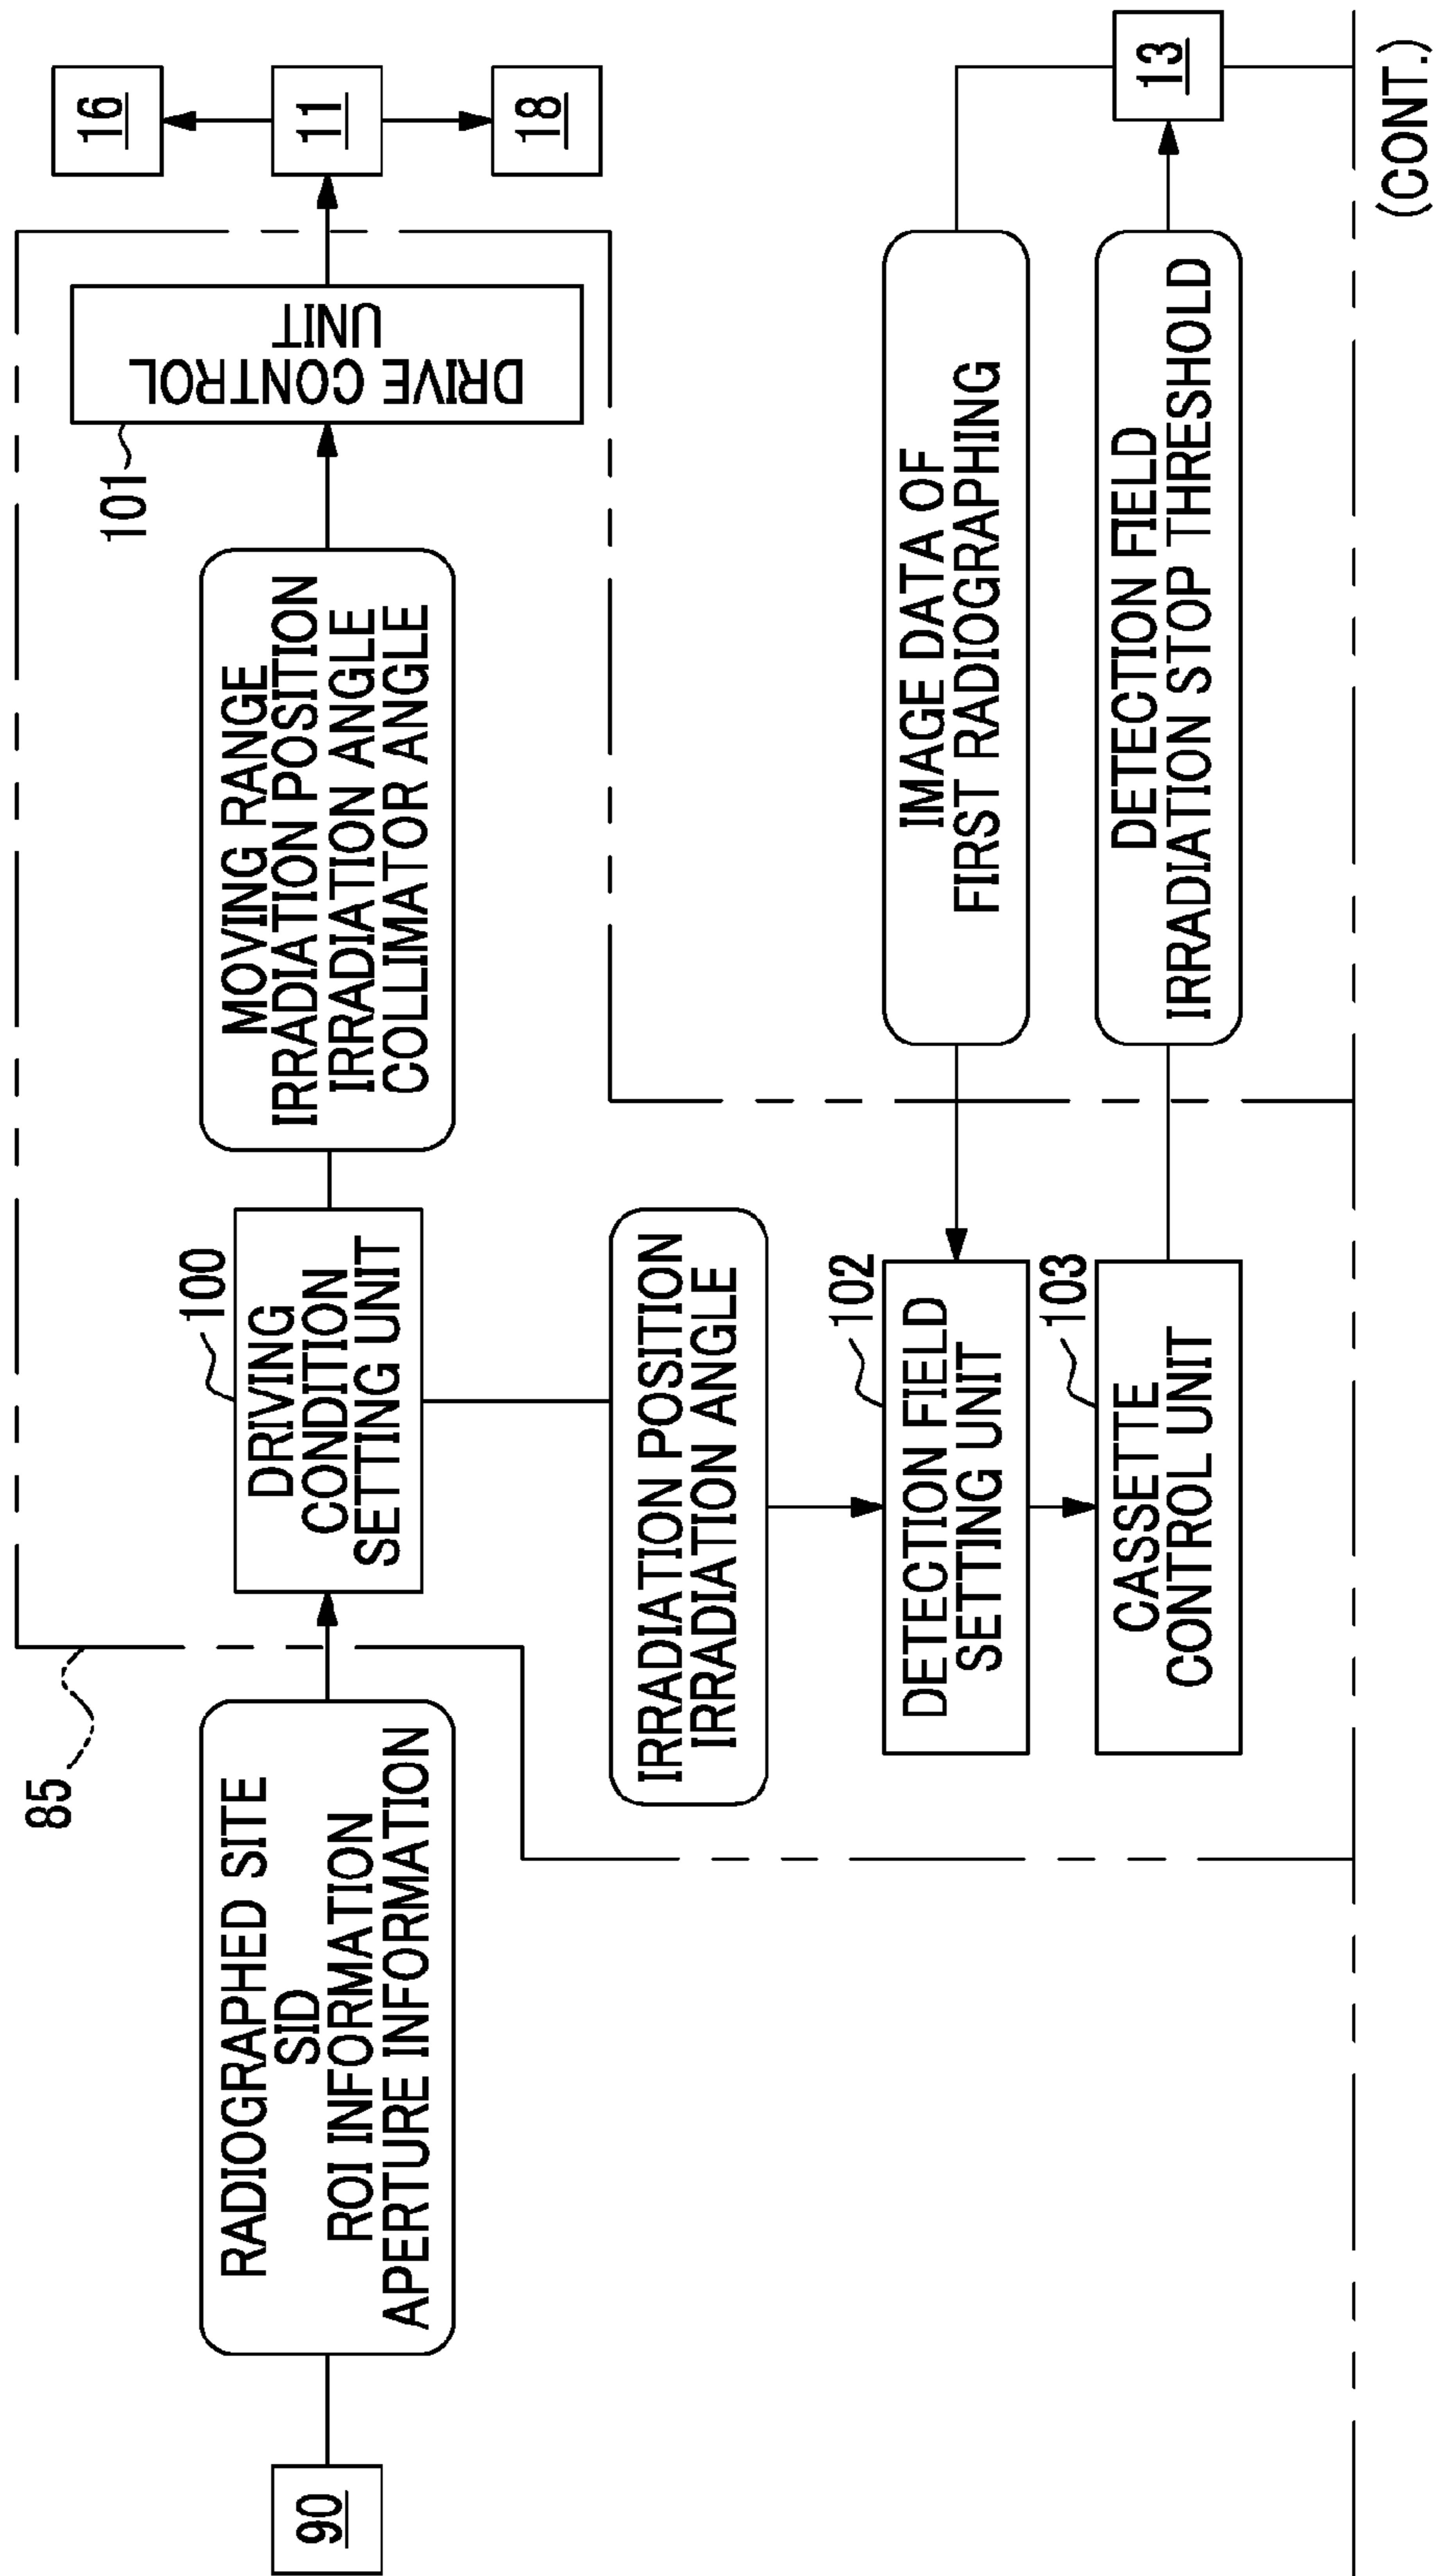 85
90
RADIOGRAPHED SITE
SID
ROI INFORMATION
APERTURE INFORMATION
100
DRIVING
CONDITION
SETTING UNIT
MOVING RANGE
IRRADIATION POSITION
IRRADIATION ANGLE
COLLIMATOR ANGLE
101
DRIVE CONTROL
UNIT
16
11
18
IRRADIATION POSITION
IRRADIATION ANGLE
102
DETECTION FIELD
SETTING UNIT
IMAGE DATA OF
FIRST RADIOGRAPHING
103
CASSETTE
CONTROL UNIT
DETECTION FIELD
IRRADIATION STOP THRESHOLD
13
(CONT.)